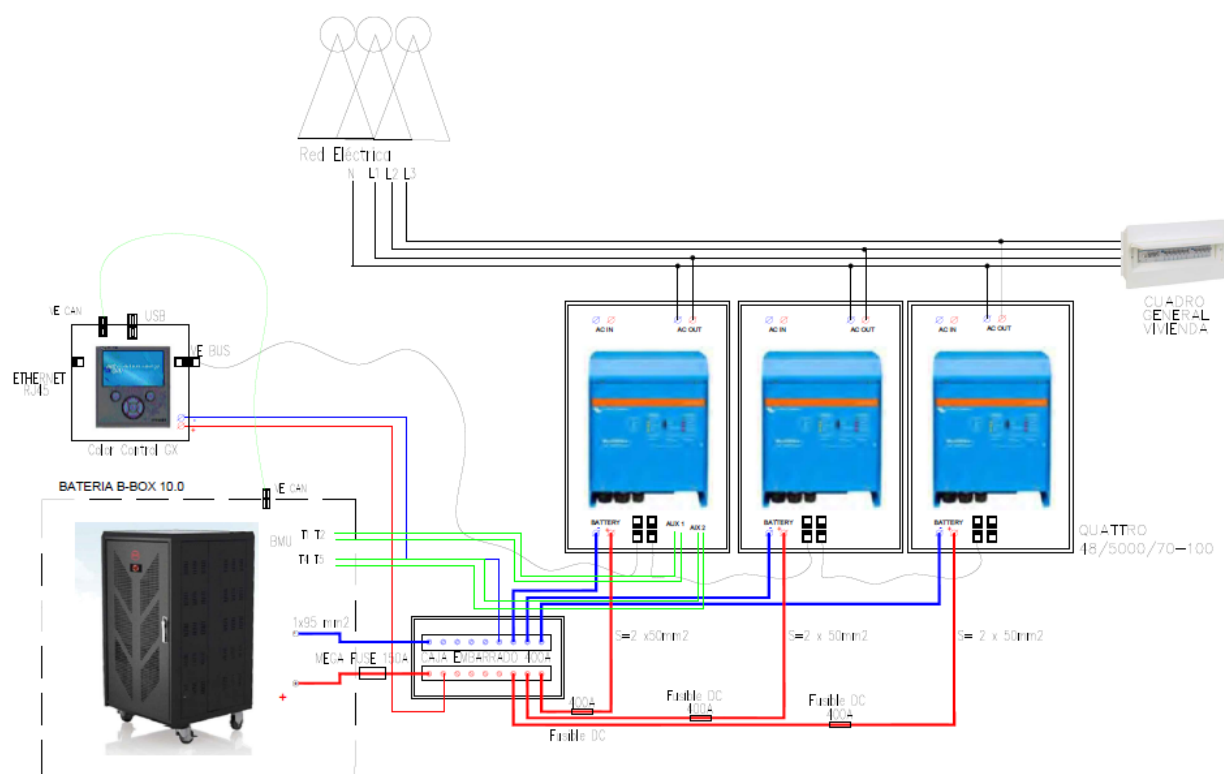 Red Eléctrica
N L1 L2 L3
VE CAN
USB
VE BUS
ETHERNET
RJ45
Color Control GX
CUADRO
GENERAL
VIVIENDA
AC IN AC OUT
AC IN AC OUT
AC IN AC OUT
BATERIA B-BOX 10.0
VE CAN
BMU
T1 T2
T4 T5
BATTERY
AUX 1
AIX 2
BATTERY
BATTERY
QUATTRO
48/5000/70-100
1x95 mm2
MEGA FUSE 150A
CAJA EMBARRADO 400A
S=2 x50mm2
S=2 x 50mm2
S= 2 x 50mm2
400A
Fusible DC
Fusible DC
400A
Fusible DC
400A
+